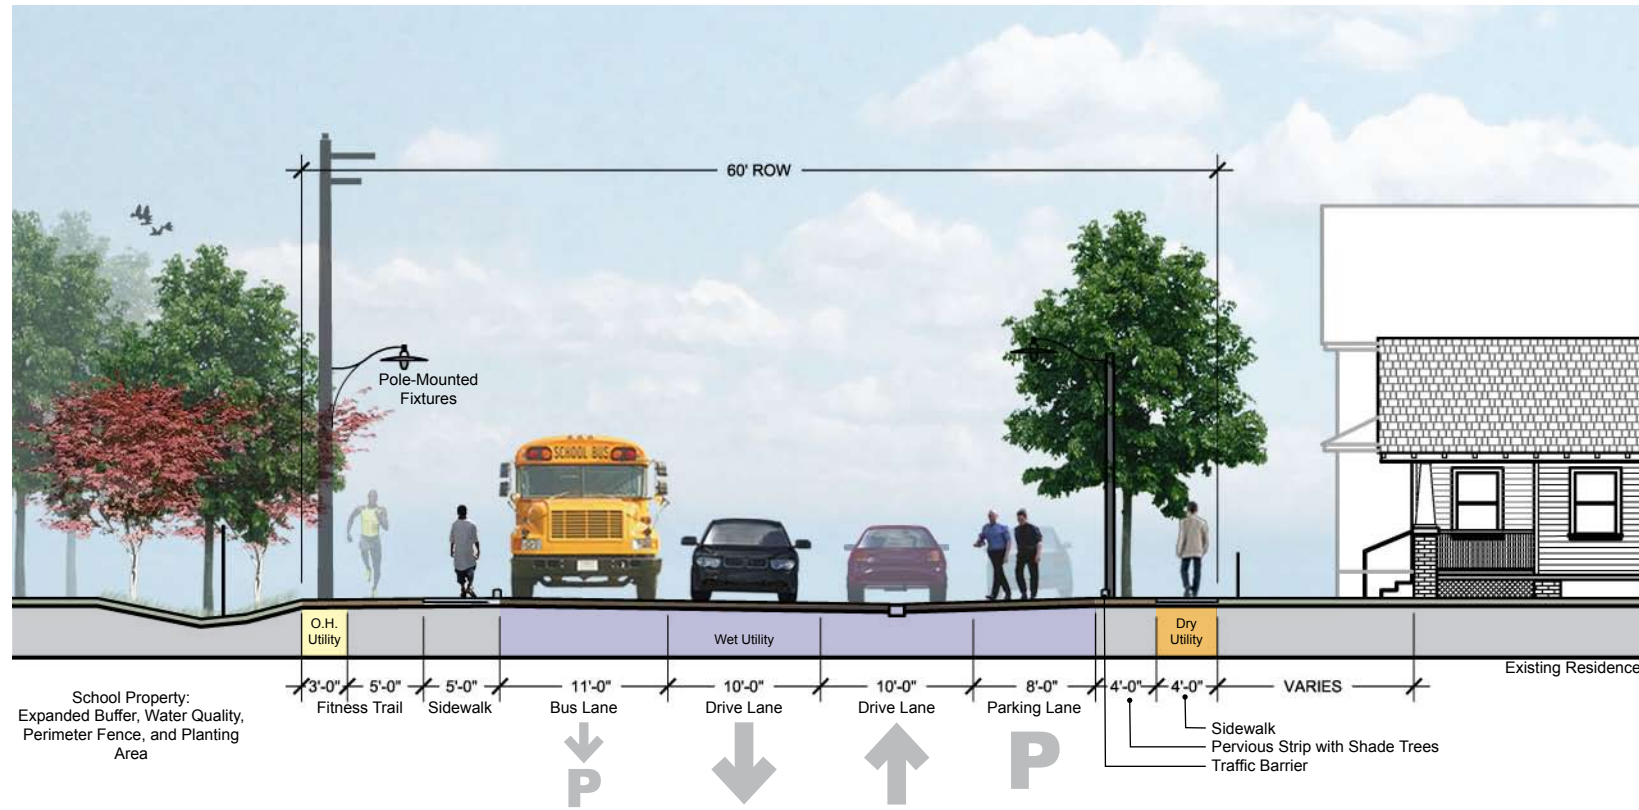 60' ROW
Pole-Mounted
Fixtures
SCHOOL BUS
O.H.
Utility
Wet Utility
Dry
Utility
Existing Residence
3'-0"
5'-0"
5'-0"
11'-0"
10'-0"
10'-0"
8'-0"
4'-0"
4'-0"
VARIES
Fitness Trail
Sidewalk
Bus Lane
Drive Lane
Drive Lane
Parking Lane
School Property:
Expanded Buffer, Water Quality,
Perimeter Fence, and Planting
Area
Sidewalk
Pervious Strip with Shade Trees
Traffic Barrier
P
P